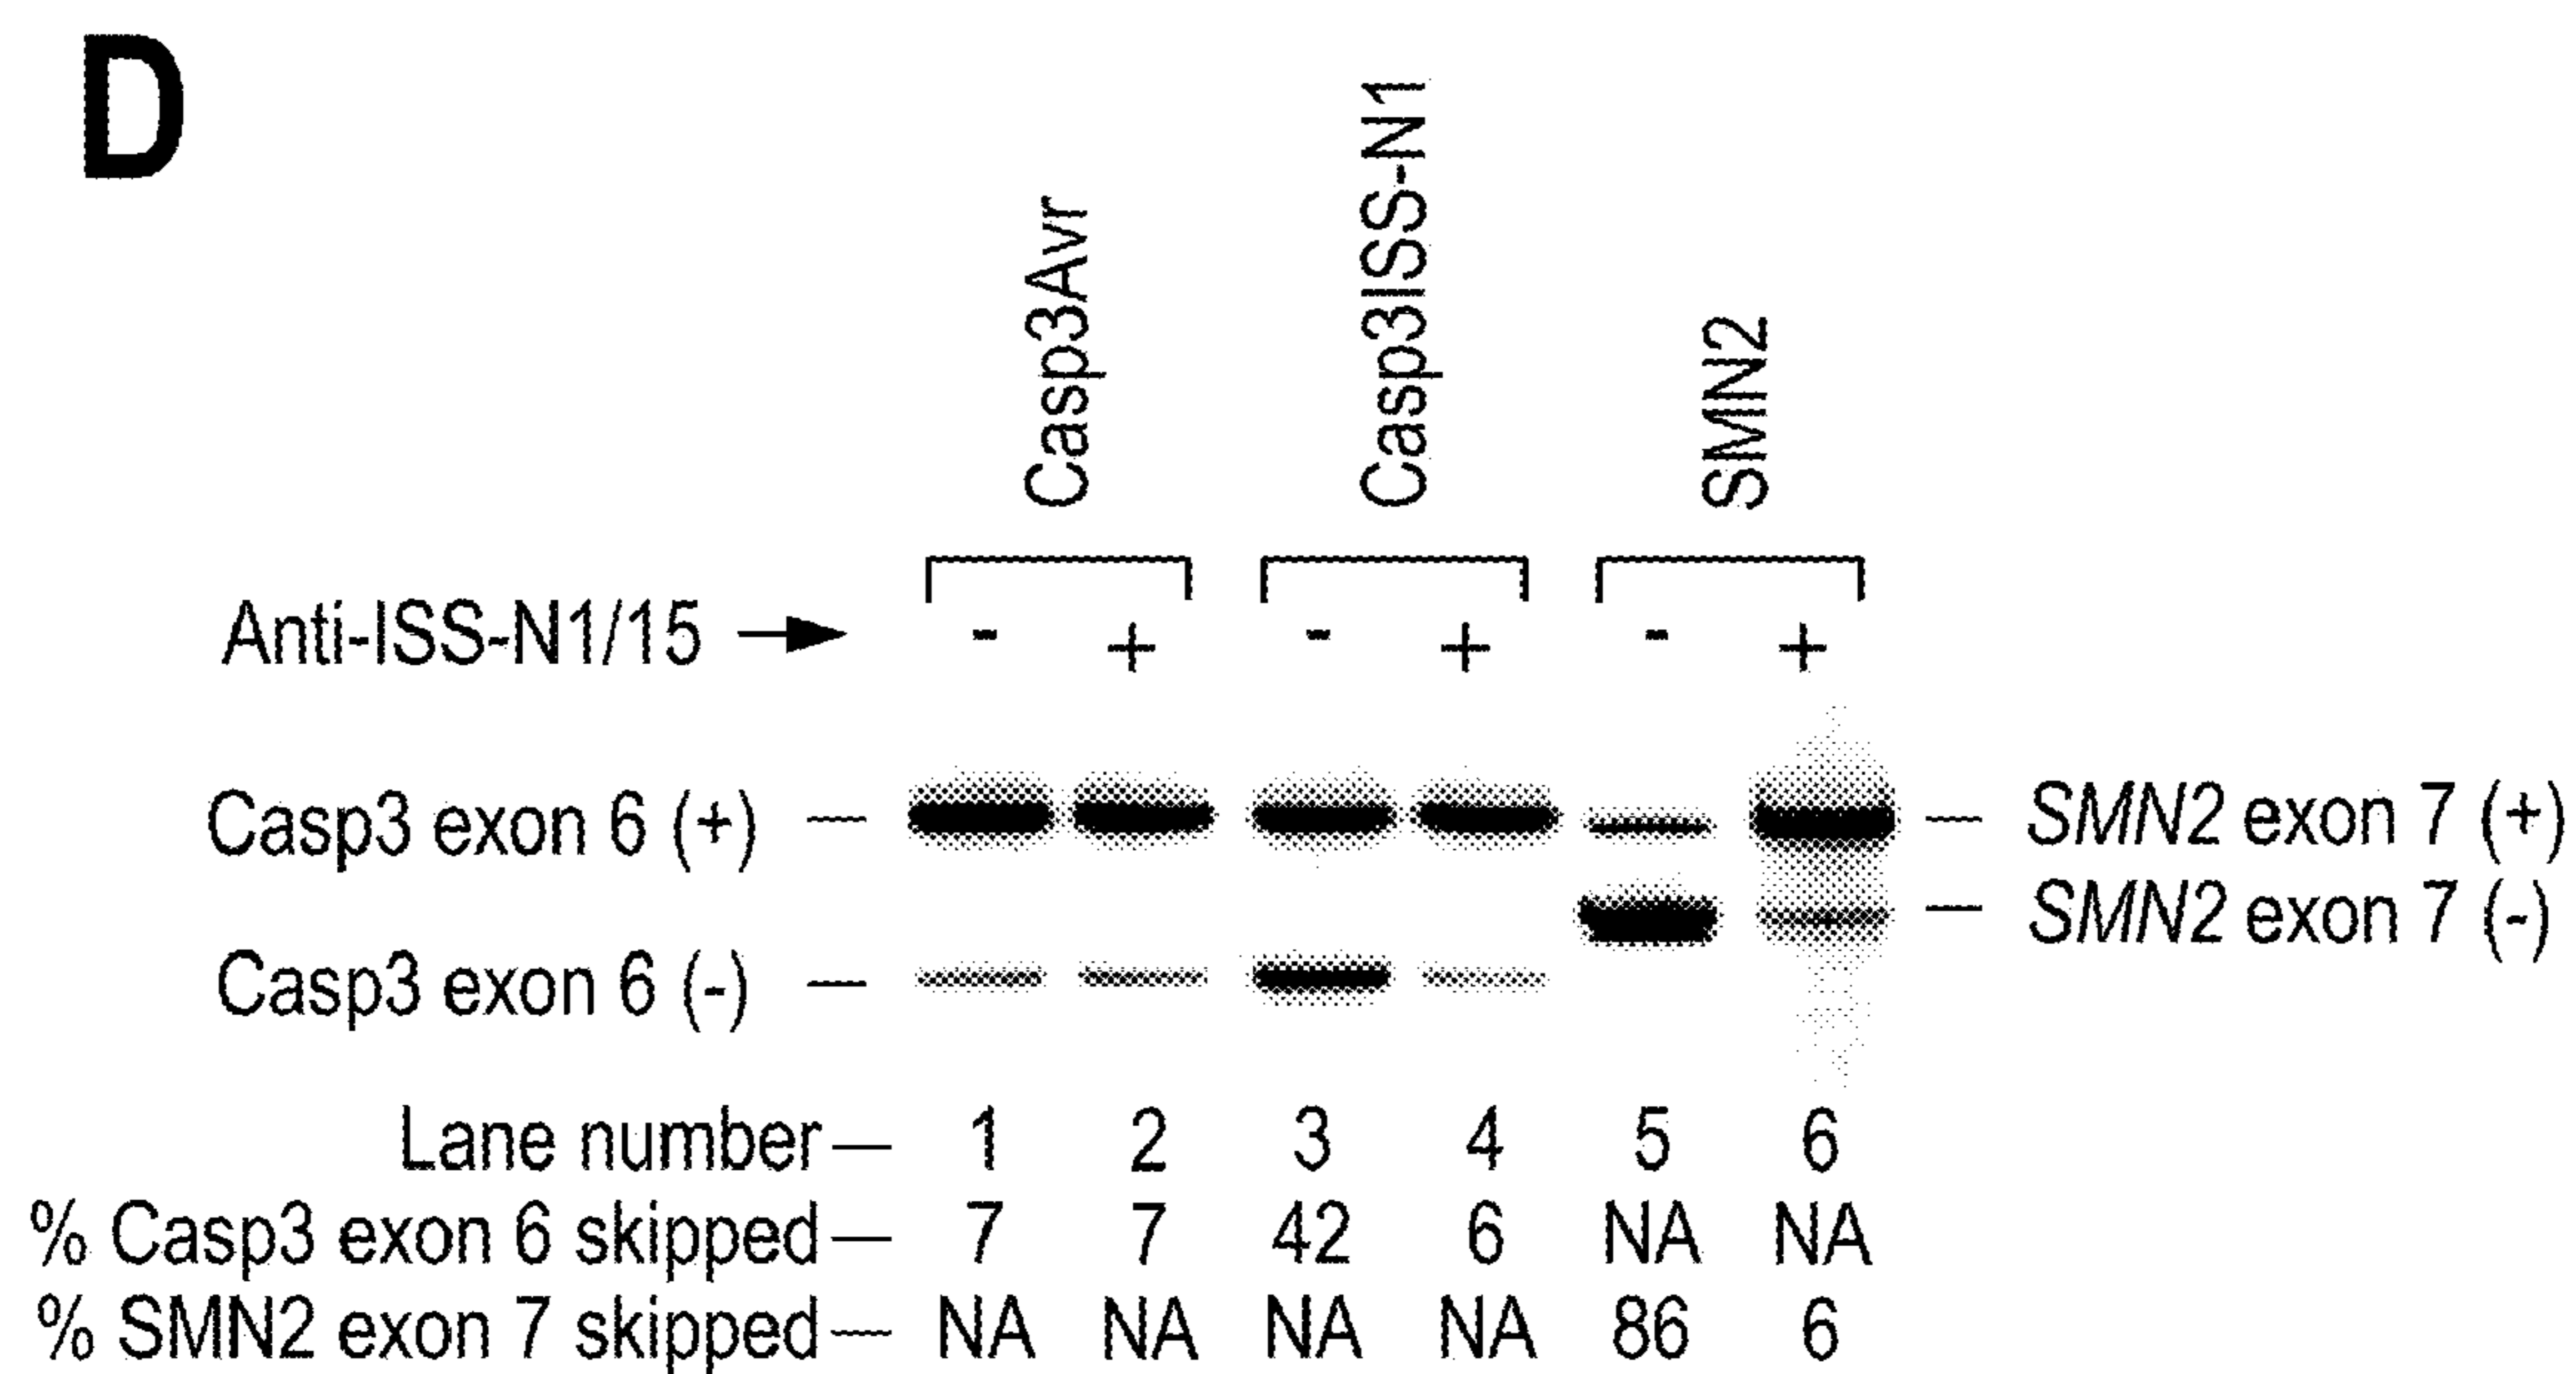 D
Casp3Avr
Casp3ISS-N1
SMN2
Anti-ISS-N1/15 - + - + - +
Casp3 exon 6 (+)
SMN2 exon 7 (+)
SMN2 exon 7 (-)
Casp3 exon 6 (-)
Lane number 1 2 3 4 5 6
% Casp3 exon 6 skipped 7 7 42 6 NA NA
% SMN2 exon 7 skipped NA NA NA NA 86 6